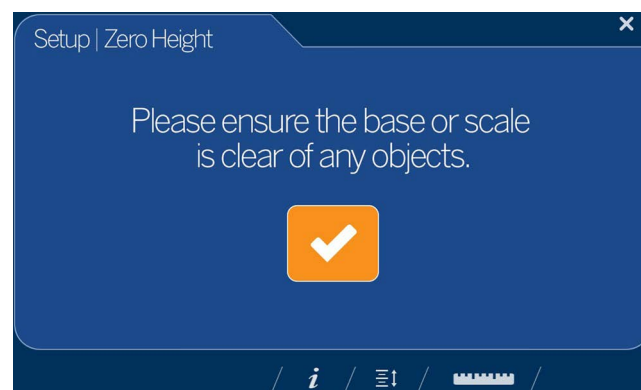 Setup | Zero Height
Please ensure the base or scale
is clear of any objects.
i